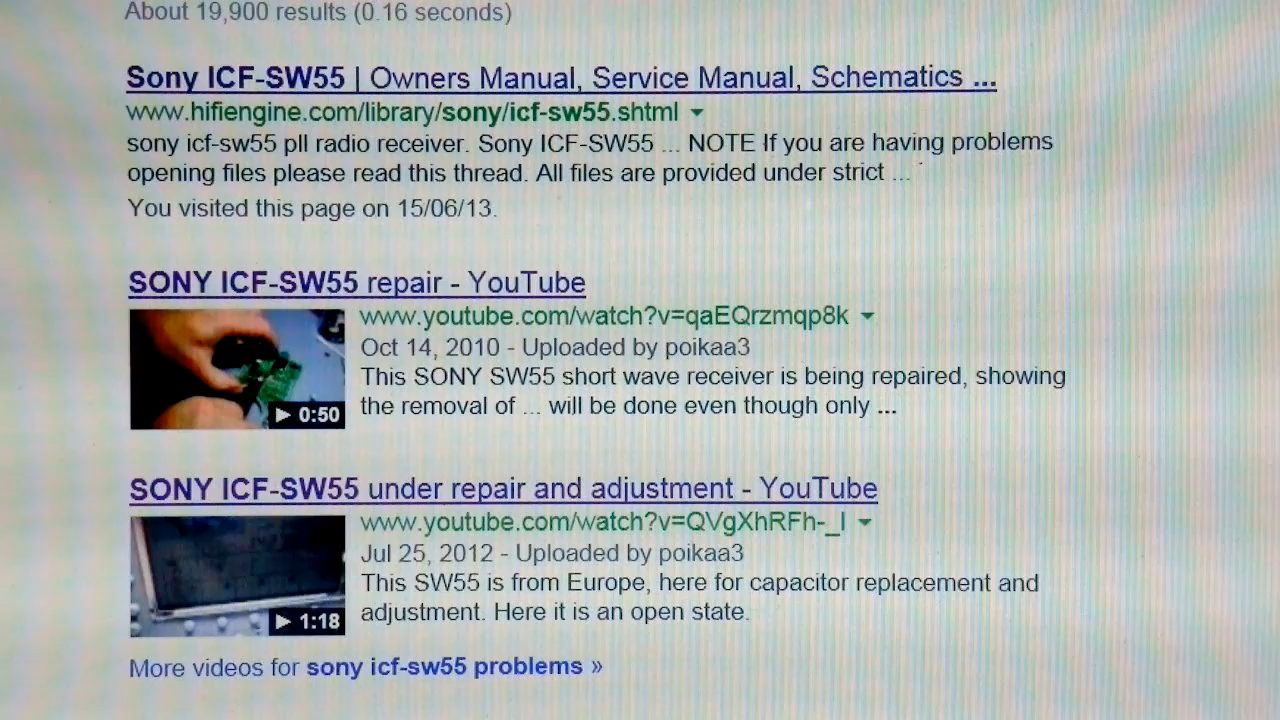 About 19,900 results (0.16 seconds)
Sony ICF-SW55 | Owners Manual, Service Manual, Schematics ...
www.hifiengine.com/library/sony/icf-sw55.shtml
sony icf-sw55 pll radio receiver. Sony ICF-SW55 ... NOTE If you are having problems
opening files please read this thread. All files are provided under strict ...
You visited this page on 15/06/13.
SONY ICF-SW55 repair - YouTube
www.youtube.com/watch?v=qaEQrzmqp8k
Oct 14, 2010 - Uploaded by poikaa3
This SONY SW55 short wave receiver is being repaired, showing
the removal of ... will be done even though only ...
0:50
SONY ICF-SW55 under repair and adjustment - YouTube
www.youtube.com/watch?v=QVgXhRFh-_I
Jul 25, 2012 - Uploaded by poikaa3
This SW55 is from Europe, here for capacitor replacement and
adjustment. Here it is an open state.
1:18
More videos for sony icf-sw55 problems »